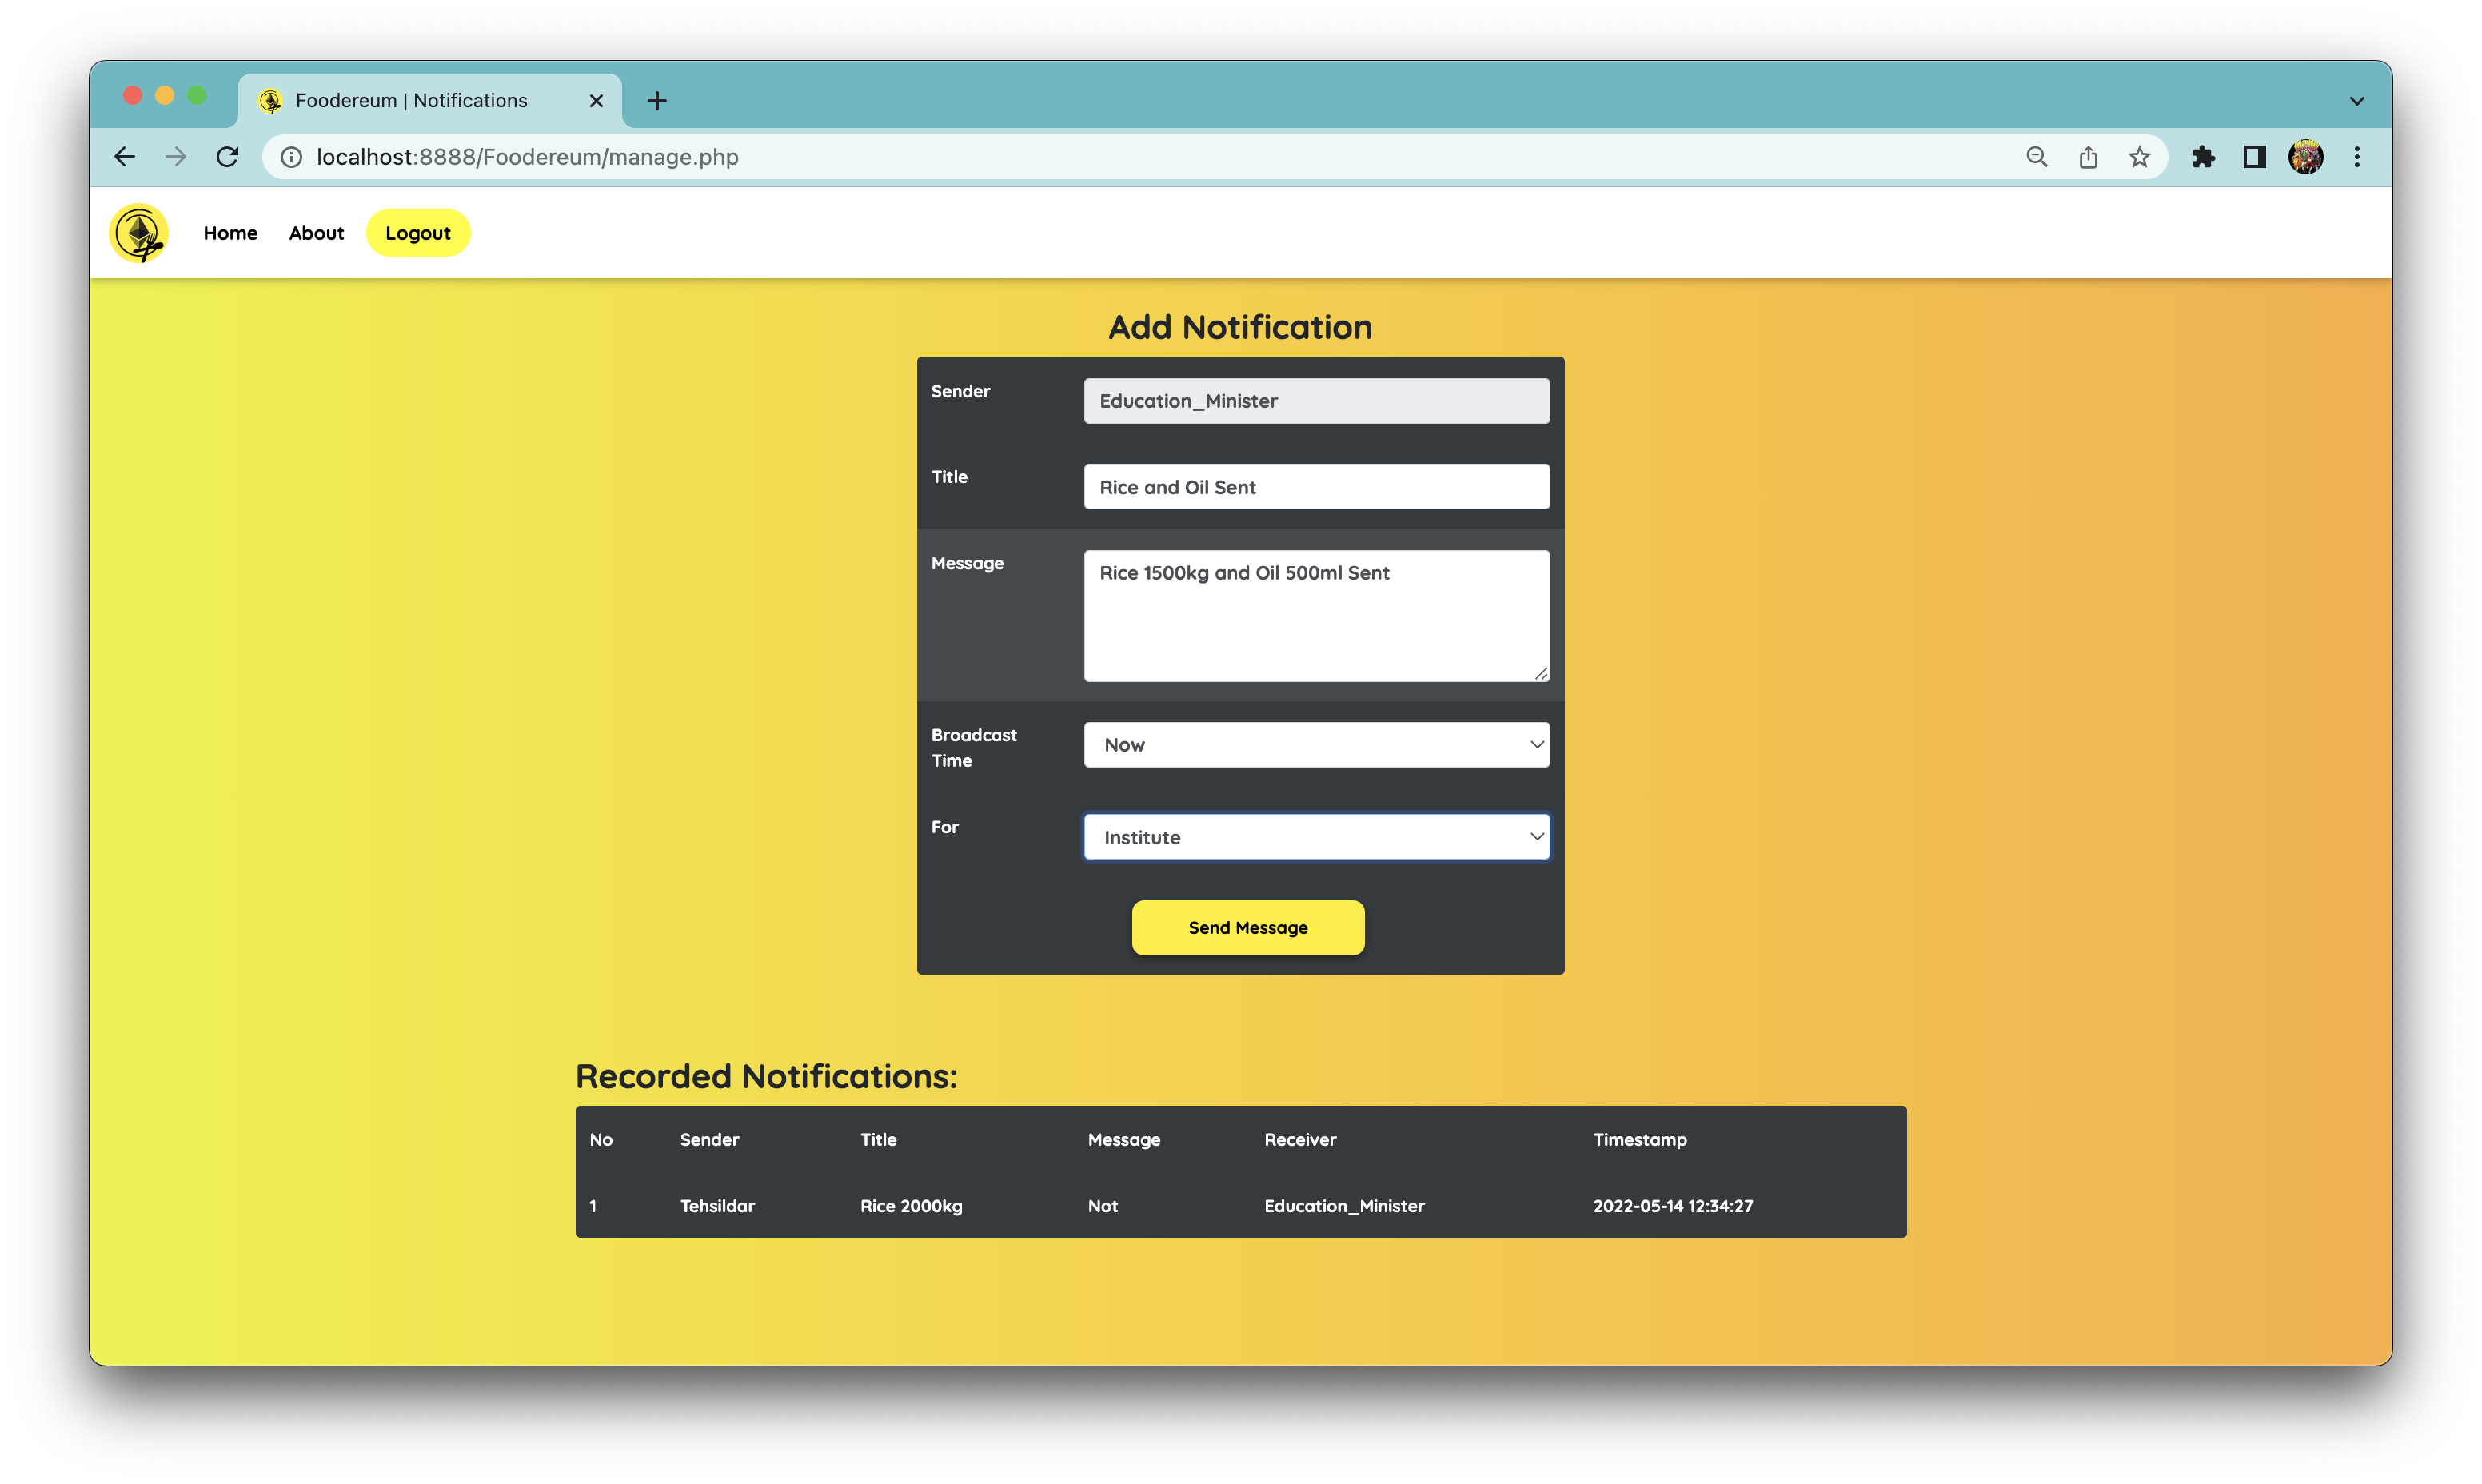 Foodereum | Notifications
localhost:8888/Foodereum/manage.php
Home About Logout
Add Notification
Sender Education_Minister
Title Rice and Oil Sent
Message Rice 1500kg and Oil 500ml Sent
Broadcast
Time
Now
For Institute
Send Message
Recorded Notifications:
No Sender Title Message Receiver Timestamp
1 Tehsildar Rice 2000kg Not Education_Minister 2022-05-14 12:34:27